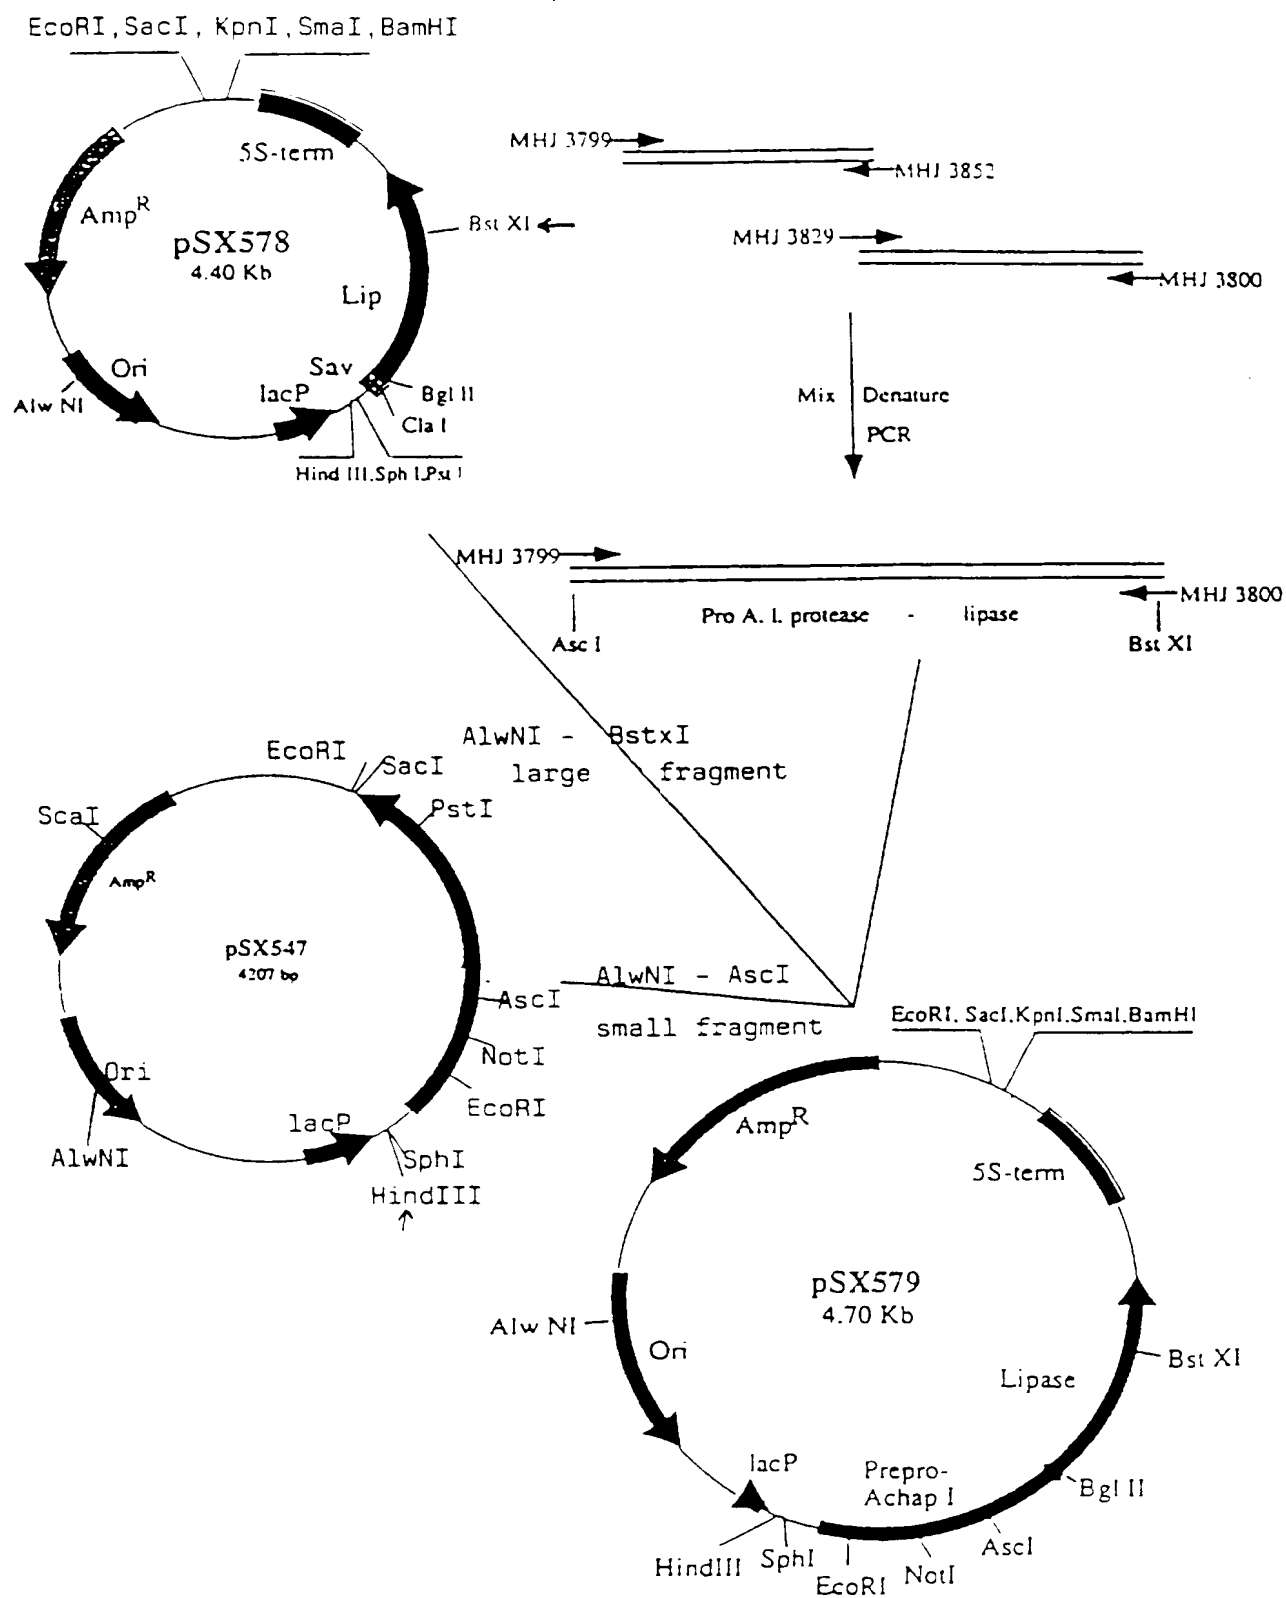 EcoRI,SacI, KpnI,SmaI,BamHI
5S-term
AmpR
pSX578
4.40 Kb
Bst XI
Lip
Sav
Ori
lacP
Bgl II
Alw NI
Cla I
Hind III.Sph I.Pst I
MHJ 3799
MHJ 3852
MHJ 3829
MHJ 3800
Mix
Denature
PCR
MHJ 3799
MHJ 3800
Pro A. l. protease - lipase
Asc I
Bst XI
AlwNI - BstxI
large fragment
EcoRI
SacI
PstI
ScaI
AmpR
pSX547
4207 bp
AscI
NotI
EcoRI
Ori
lacP
AlwNI
SphI
HindIII
AlwNI - AscI
small fragment
EcoRI. SacI.KpnI.SmaI.BamHI
AmpR
5S-term
pSX579
4.70 Kb
Alw NI
Ori
Bst XI
Lipase
lacP
Prepro-
Achap I
Bgl II
AscI
HindIII
SphI
EcoRI
NotI